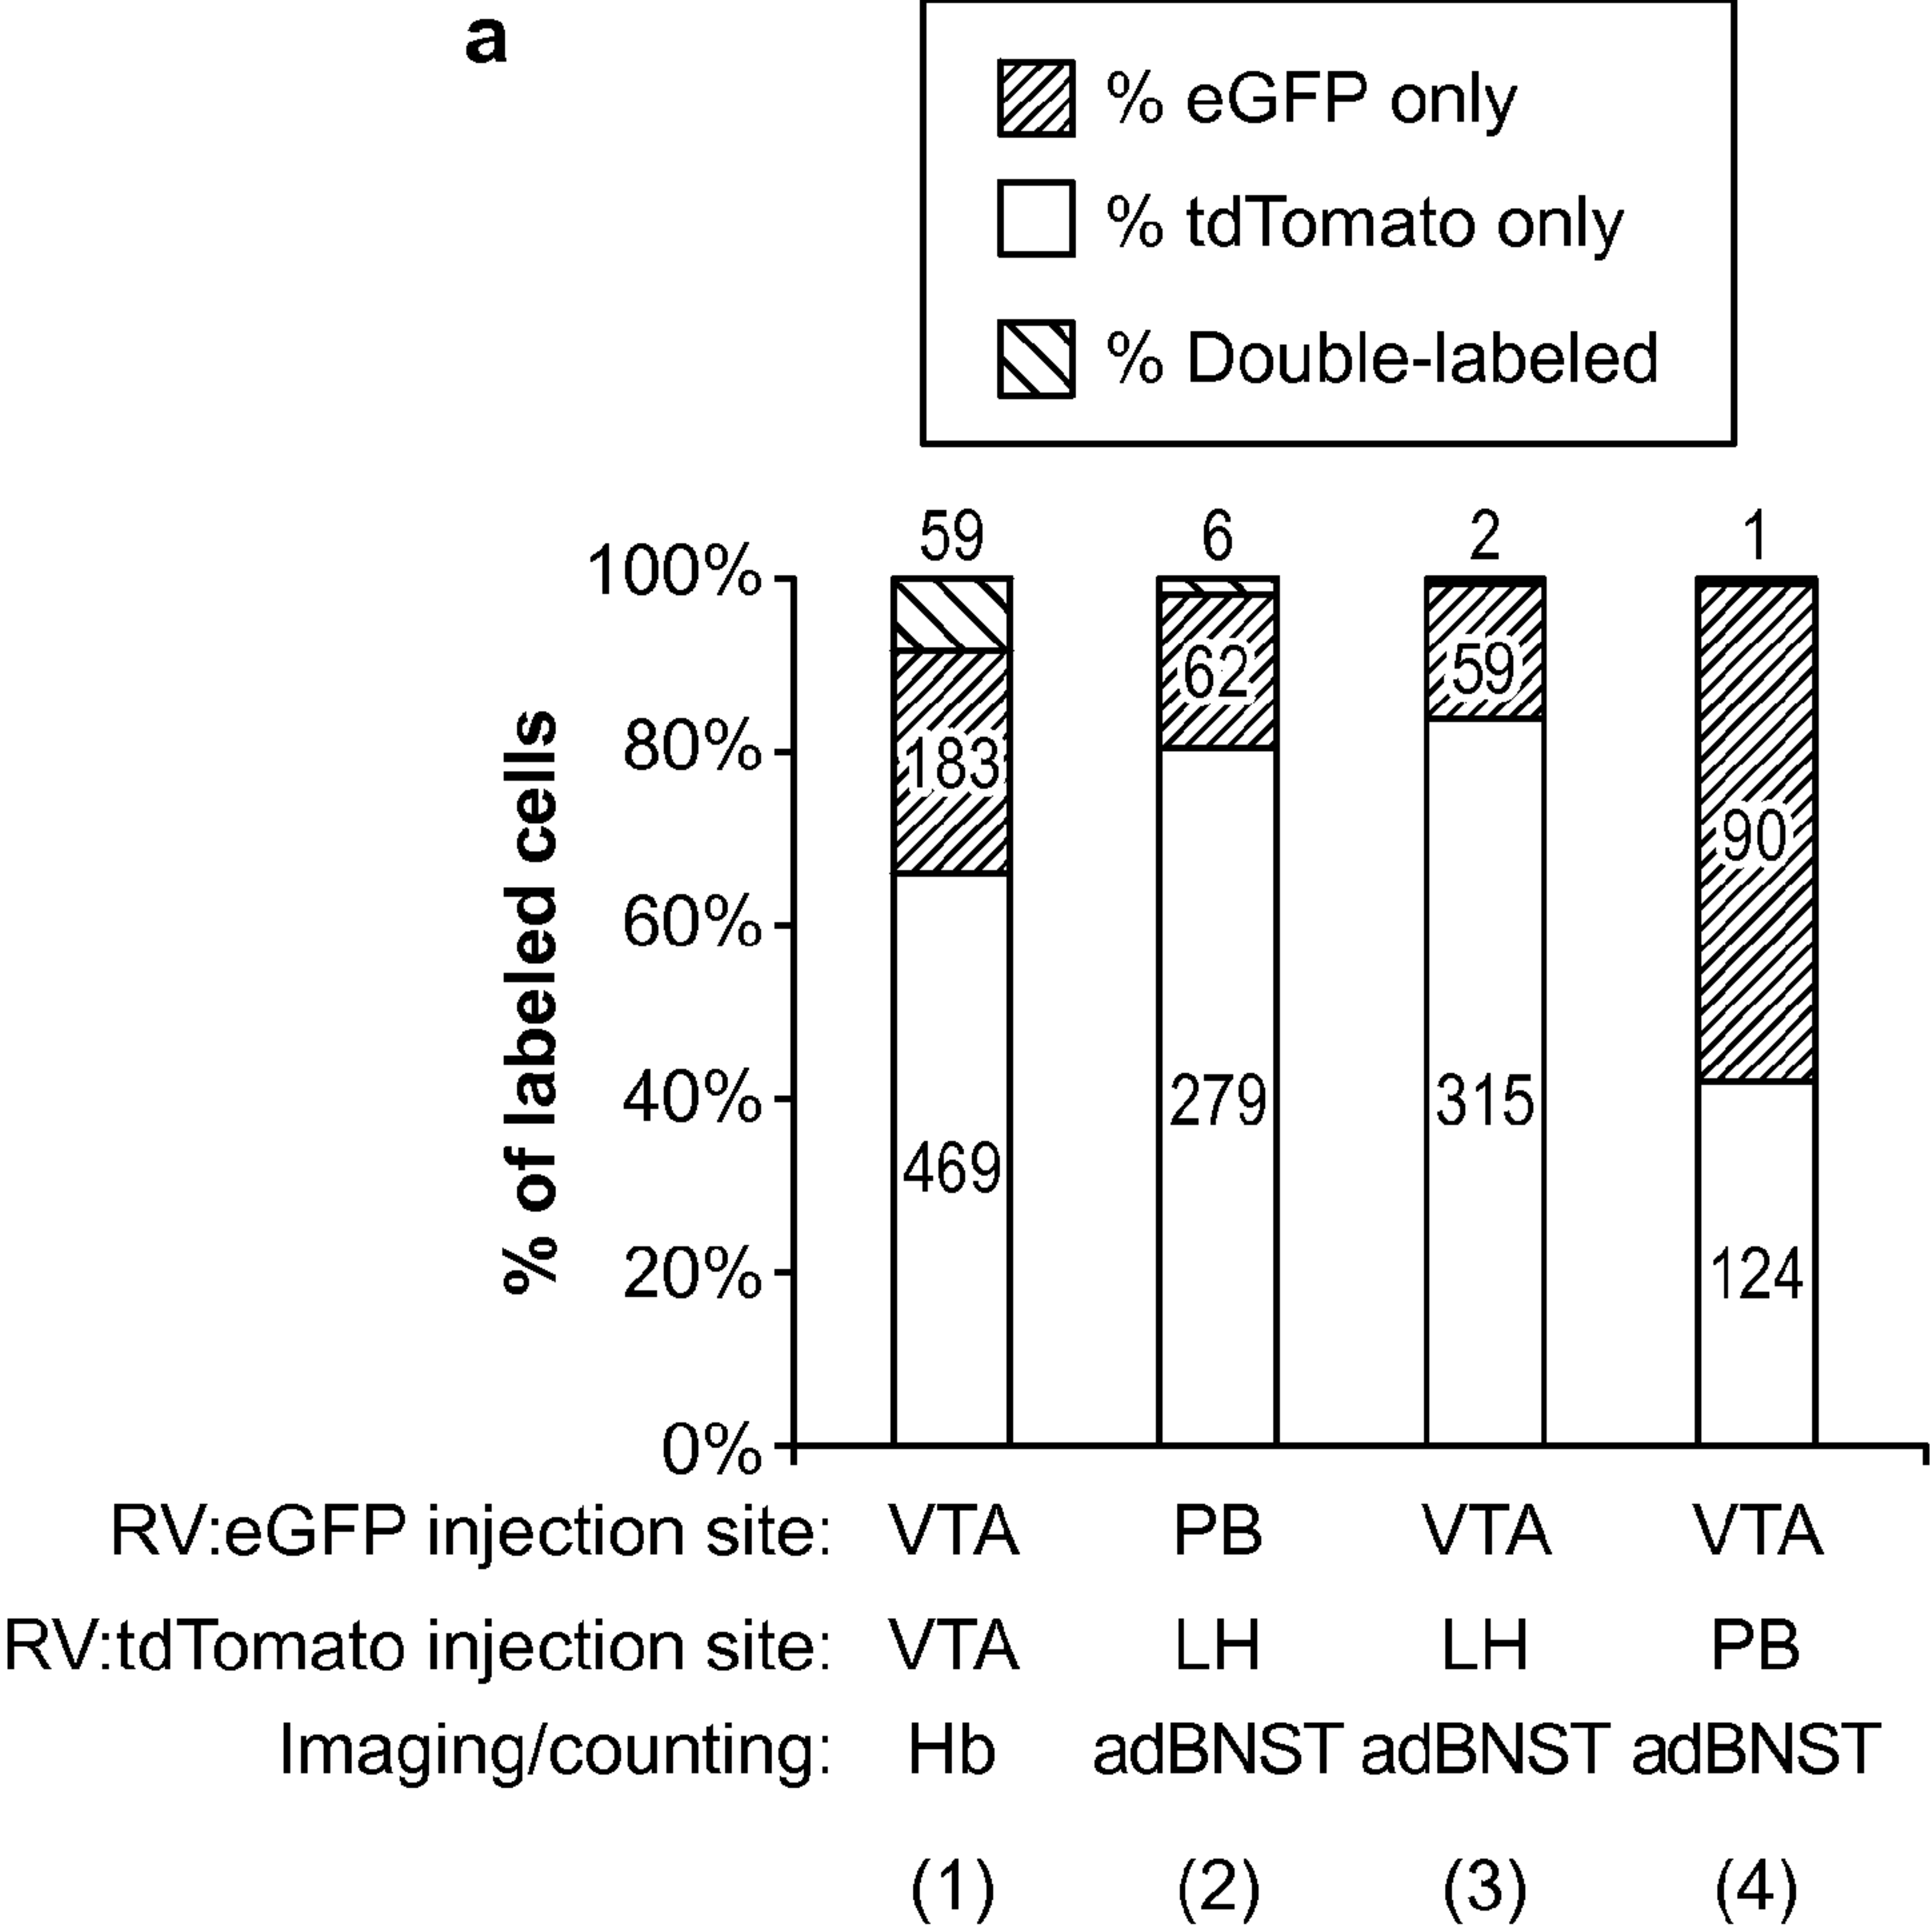 a
% eGFP only
% tdTomato only
% Double-labeled
59 6 2 1
100%
80%
60%
40%
20%
0%
% of labeled cells
183 62 59 90
469 279 315 124
RV:eGFP injection site: VTA PB VTA VTA
RV:tdTomato injection site: VTA LH LH PB
Imaging/counting: Hb adBNST adBNST adBNST
(1) (2) (3) (4)